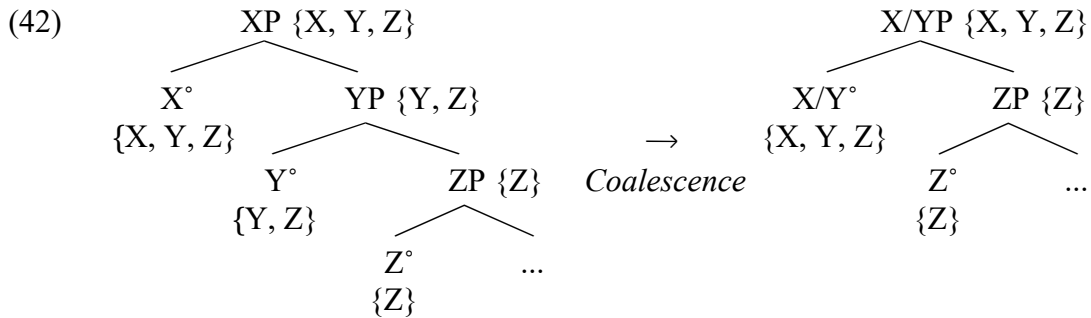 (42) XP {X, Y, Z} X/YP {X, Y, Z}
X° YP {Y, Z} X/Y° ZP {Z}
{X, Y, Z} → {X, Y, Z}
Y° ZP {Z} Coalescence Z° ...
{Y, Z} {Z}
Z° ...
{Z}